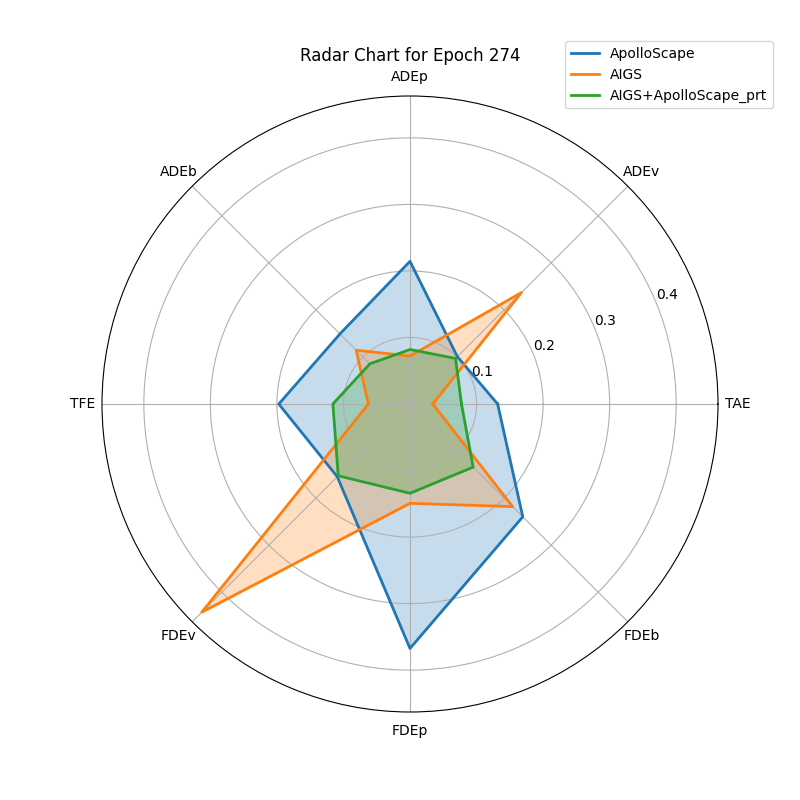 Radar Chart for Epoch 274
ApolloScape
AIGS
AIGS+ApolloScape_prt
ADEp
ADEb
ADEv
0.4
0.3
0.2
0.1
TFE
TAE
FDEv
FDEb
FDEp